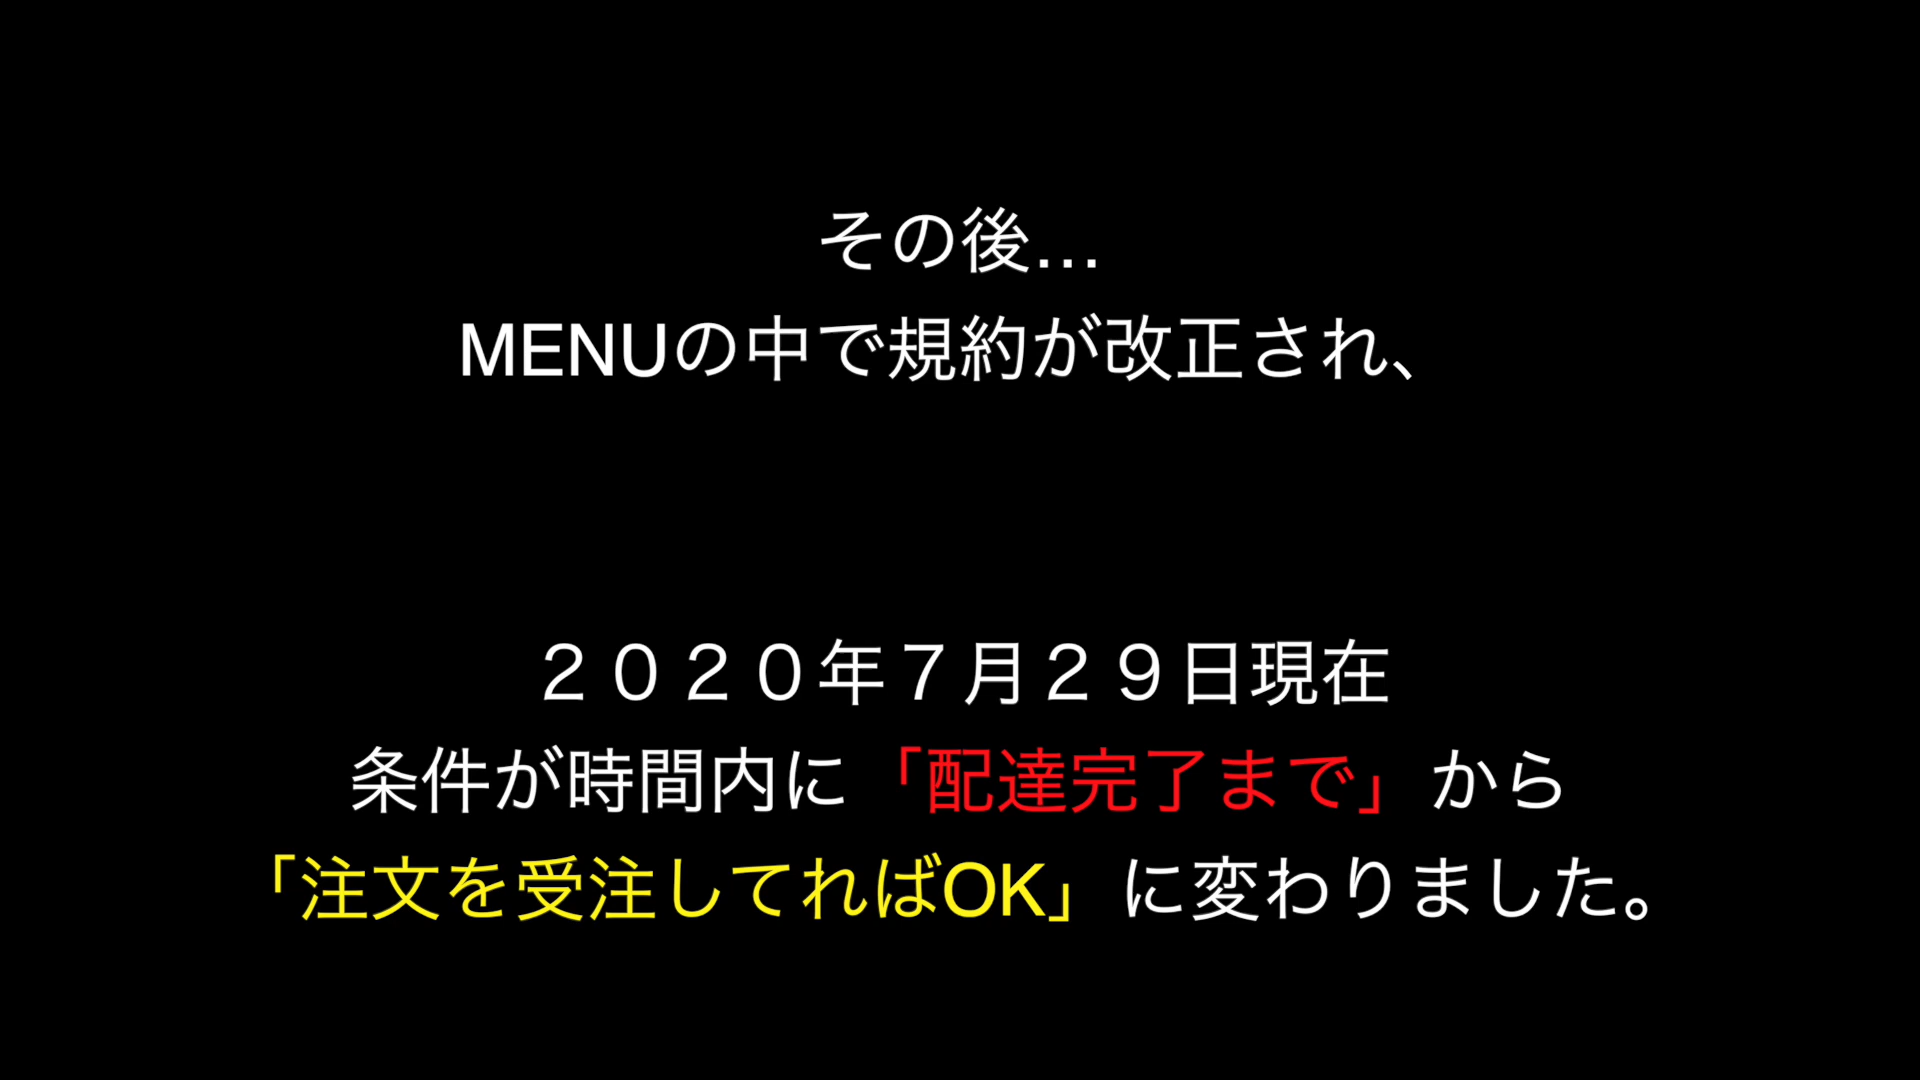 その後…
MENUの中で規約が改正され、
２０２０年７月２９日現在
条件が時間内に「配達完了まで」から
「注文を受注してればOK」に変わりました。